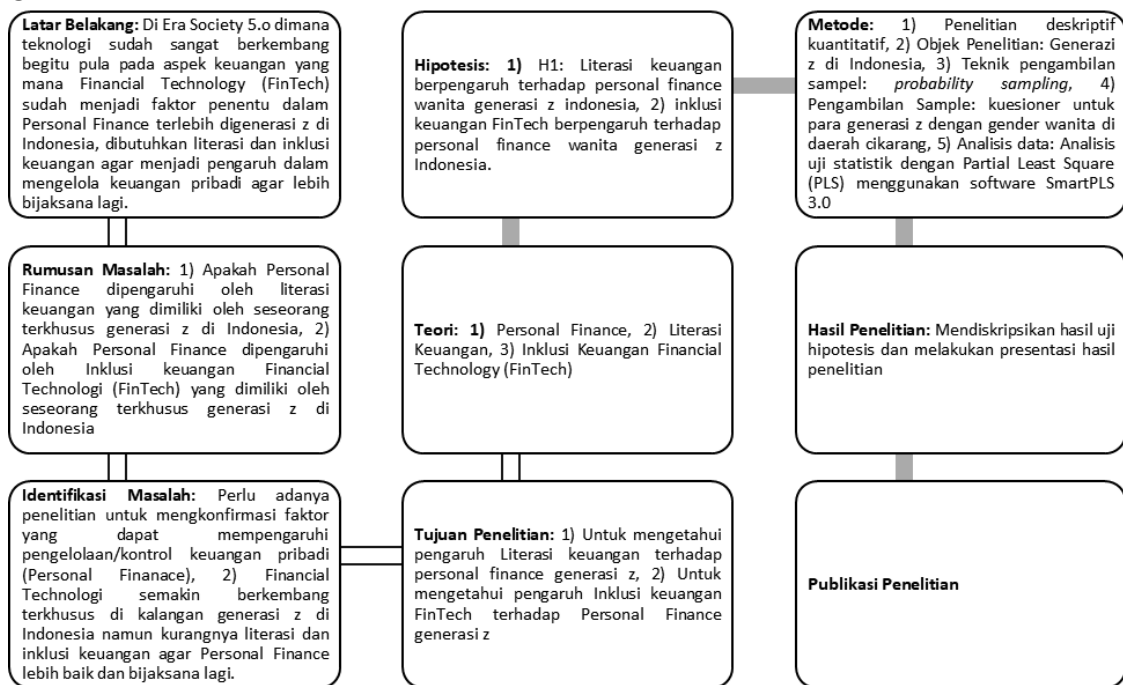 Latar Belakang: Di Era Society 5.o dimana
teknologi sudah sangat berkembang
begitu pula pada aspek keuangan yang
mana Financial Technology (FinTech)
sudah menjadi faktor penentu dalam
Personal Finance terlebih digenerasi z di
Indonesia, dibutuhkan literasi dan inklusi
keuangan agar menjadi pengaruh dalam
mengelola keuangan pribadi agar lebih
bijaksana lagi.
Rumusan Masalah: 1) Apakah Personal
Finance dipengaruhi oleh literasi
keuangan yang dimiliki oleh seseorang
terkhusus generasi z di Indonesia, 2)
Apakah Personal Finance dipengaruhi
oleh Inklusi keuangan Financial
Technologi (FinTech) yang dimiliki oleh
seseorang terkhusus generasi z di
Indonesia
Identifikasi Masalah: Perlu adanya
penelitian untuk mengkonfirmasi faktor
yang dapat mempengaruhi
pengelolaan/kontrol keuangan pribadi
(Personal Finanace), 2) Financial
Technologi semakin berkembang
terkhusus di kalangan generasi z di
Indonesia namun kurangnya literasi dan
inklusi keuangan agar Personal Finance
lebih baik dan bijaksana lagi.
Tujuan Penelitian: 1) Untuk mengetahui
pengaruh Literasi keuangan terhadap
personal finance generasi z, 2) Untuk
mengetahui pengaruh Inklusi keuangan
FinTech terhadap Personal Finance
generasi z
Teori: 1) Personal Finance, 2) Literasi
Keuangan, 3) Inklusi Keuangan Financial
Technology (FinTech)
Hipotesis: 1) H1: Literasi keuangan
berpengaruh terhadap personal finance
wanita generasi z indonesia, 2) inklusi
keuangan FinTech berpengaruh terhadap
personal finance wanita generasi z
Indonesia.
Metode: 1) Penelitian deskriptif
kuantitatif, 2) Objek Penelitian: Generazi
z di Indonesia, 3) Teknik pengambilan
sampel: probability sampling, 4)
Pengambilan Sample: kuesioner untuk
para generasi z dengan gender wanita di
daerah cikarang, 5) Analisis data: Analisis
uji statistik dengan Partial Least Square
(PLS) menggunakan software SmartPLS
3.0
Hasil Penelitian: Mendiskripsikan hasil uji
hipotesis dan melakukan presentasi hasil
penelitian
Publikasi Penelitian